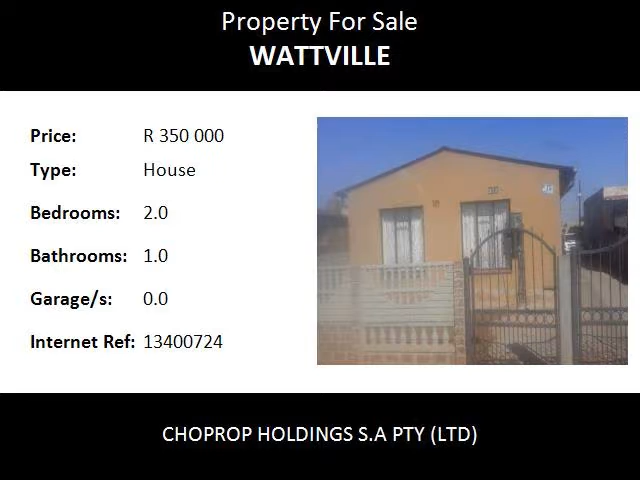 Property For Sale
WATTVILLE
Price: R 350 000
Type: House
Bedrooms: 2.0
Bathrooms: 1.0
Garage/s: 0.0
Internet Ref: 13400724
CHOPROP HOLDINGS S.A PTY (LTD)